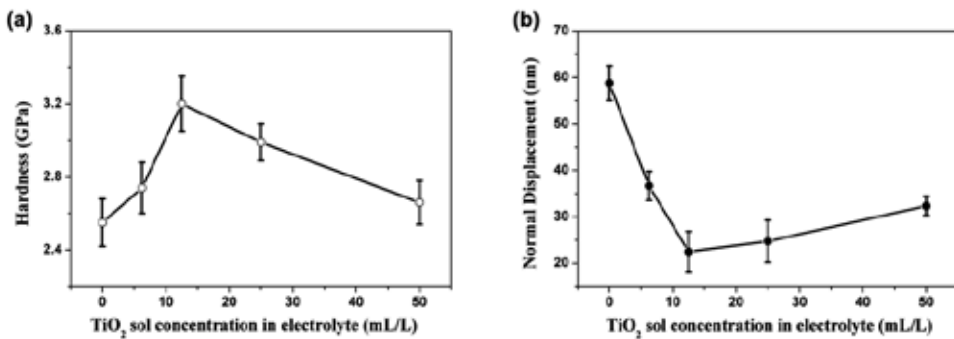 (a)
3.6
3.2
2.8
2.4
Hardness (GPa)
0 10 20 30 40 50
TiO₂ sol concentration in electrolyte (mL/L)
(b)
70
60
50
40
30
20
Normal Displacement (nm)
0 10 20 30 40 50
TiO₂ sol concentration in electrolyte (mL/L)